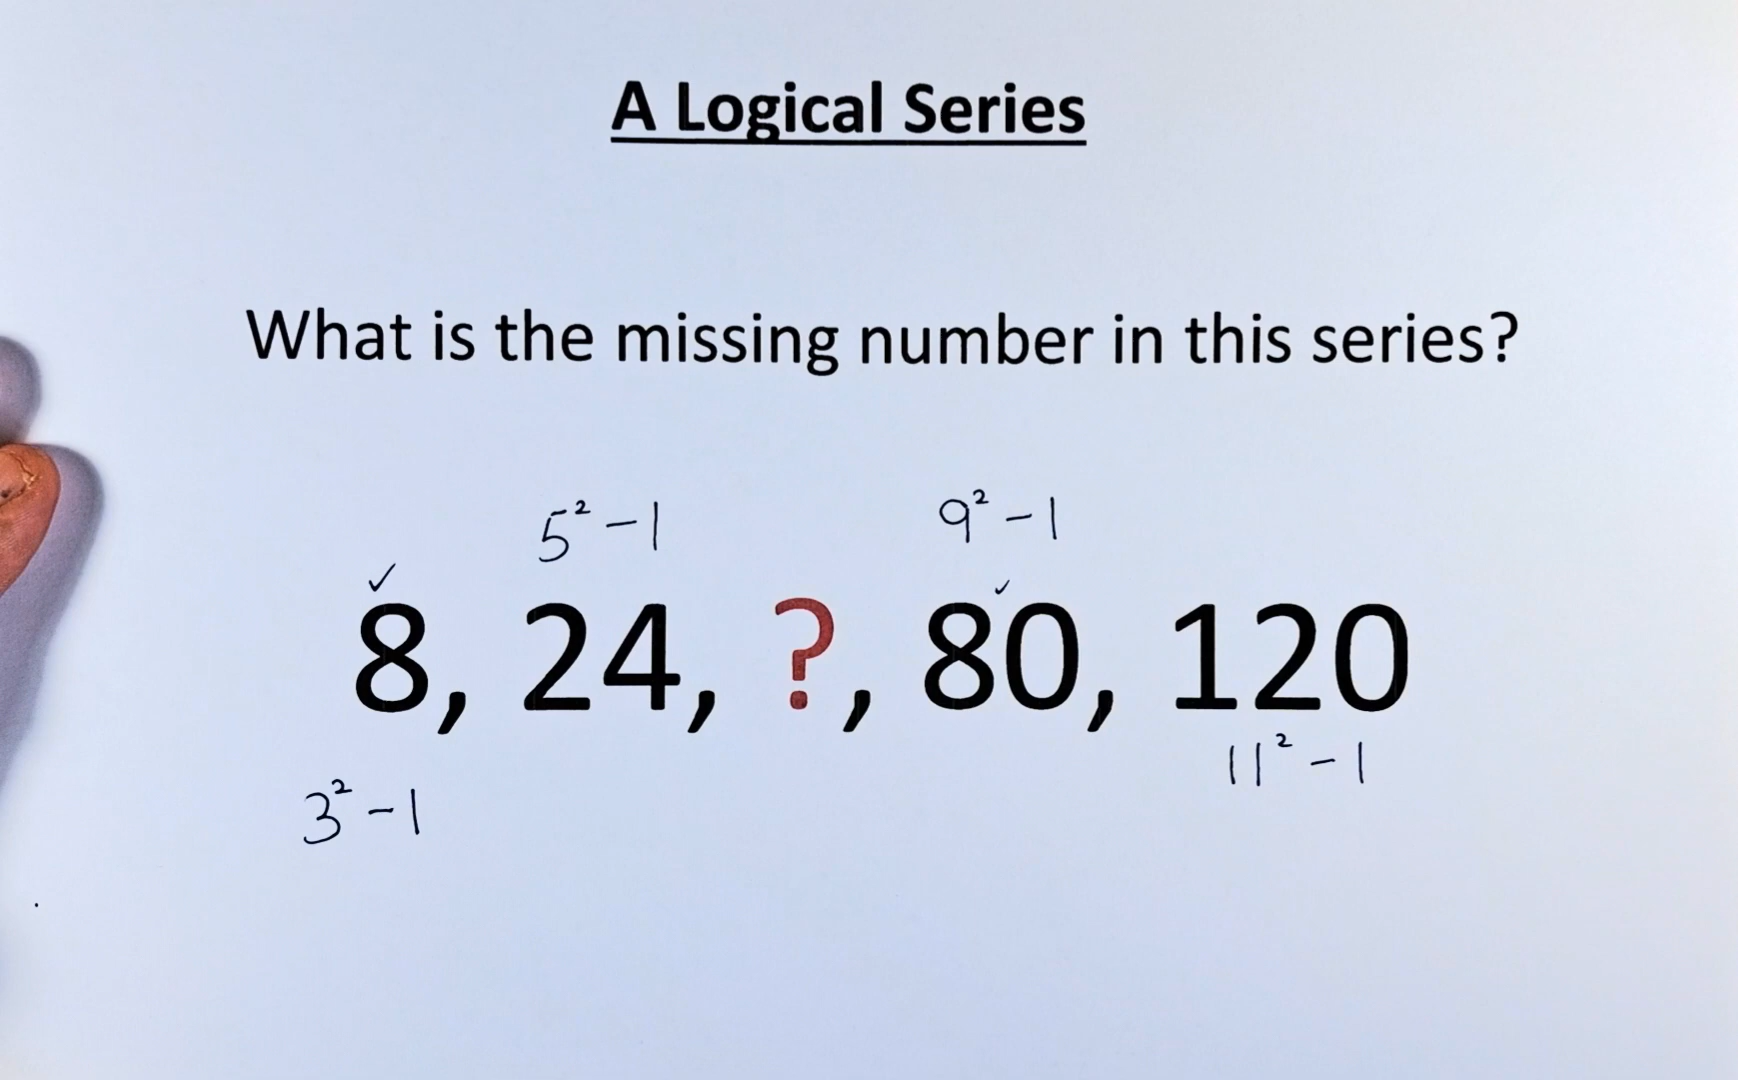 A Logical Series
What is the missing number in this series?
5² – 1 9² – 1
✓ ✓
8, 24, ?, 80, 120
11² – 1
3² – 1